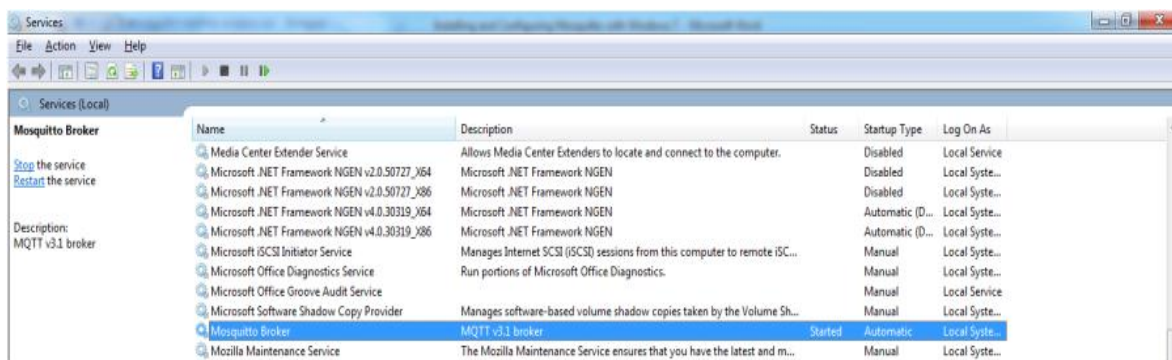 Services
File Action View Help
Services (Local)
Mosquitto Broker
Stop the service
Restart the service
Description:
MQTT v3.1 broker
Name Description Status Startup Type Log On As
Media Center Extender Service Allows Media Center Extenders to locate and connect to the computer. Disabled Local Service
Microsoft .NET Framework NGEN v2.0.50727_X64 Microsoft .NET Framework NGEN Disabled Local Syste...
Microsoft .NET Framework NGEN v2.0.50727_X86 Microsoft .NET Framework NGEN Disabled Local Syste...
Microsoft .NET Framework NGEN v4.0.30319_X64 Microsoft .NET Framework NGEN Automatic (D... Local Syste...
Microsoft .NET Framework NGEN v4.0.30319_X86 Microsoft .NET Framework NGEN Automatic (D... Local Syste...
Microsoft iSCSI Initiator Service Manages Internet SCSI (iSCSI) sessions from this computer to remote iSC... Manual Local Syste...
Microsoft Office Diagnostics Service Run portions of Microsoft Office Diagnostics. Manual Local Syste...
Microsoft Office Groove Audit Service Manual Local Service
Microsoft Software Shadow Copy Provider Manages software-based volume shadow copies taken by the Volume Sh... Manual Local Syste...
Mosquitto Broker MQTT v3.1 broker Started Automatic Local Syste...
Mozilla Maintenance Service The Mozilla Maintenance Service ensures that you have the latest and m... Manual Local Syste...